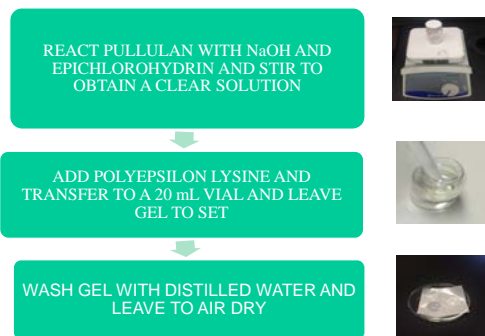 REACT PULLULAN WITH NaOH AND
EPICHLOROHYDRIN AND STIR TO
OBTAIN A CLEAR SOLUTION
ADD POLYEPSILON LYSINE AND
TRANSFER TO A 20 mL VIAL AND LEAVE
GEL TO SET
WASH GEL WITH DISTILLED WATER AND
LEAVE TO AIR DRY